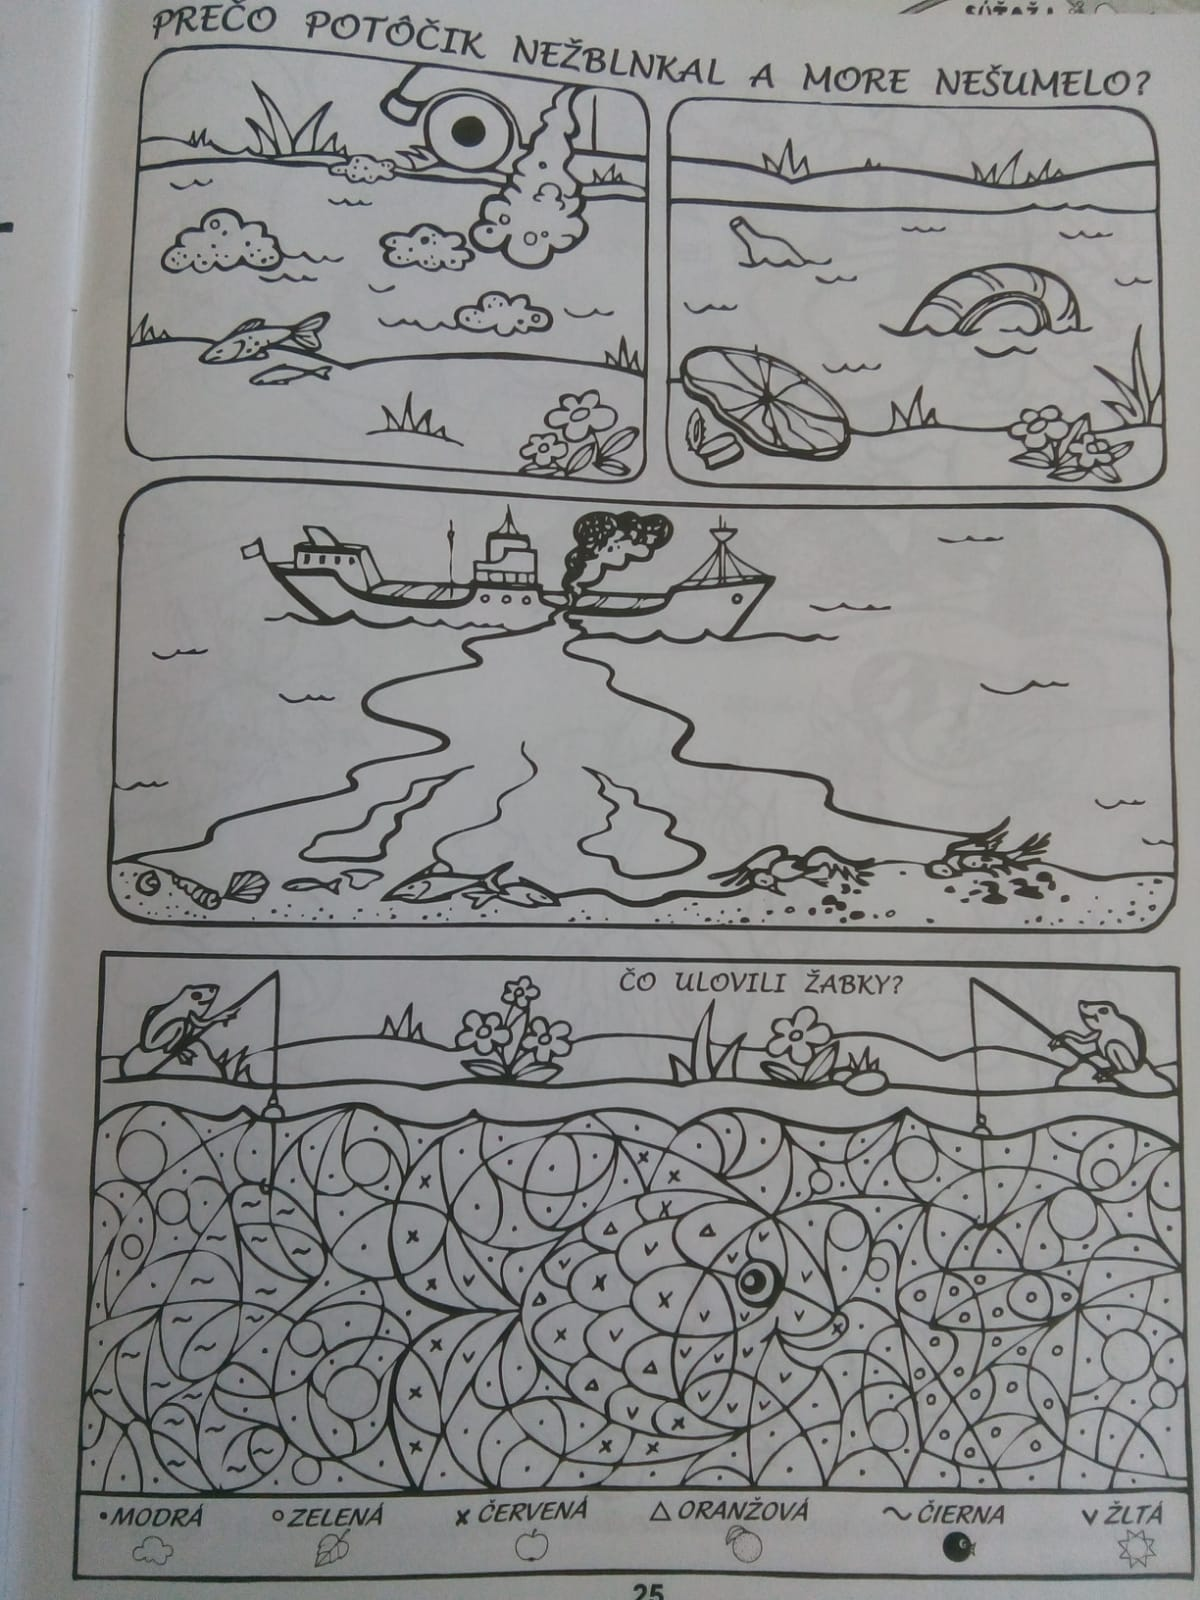 PREČO POTÔČIK NEŽBLNKAL A MORE NEŠUMELO?
ČO ULOVILI ŽABKY?
MODRÁ ZELENÁ ČERVENÁ ORANŽOVÁ ČIERNA ŽLTÁ
25